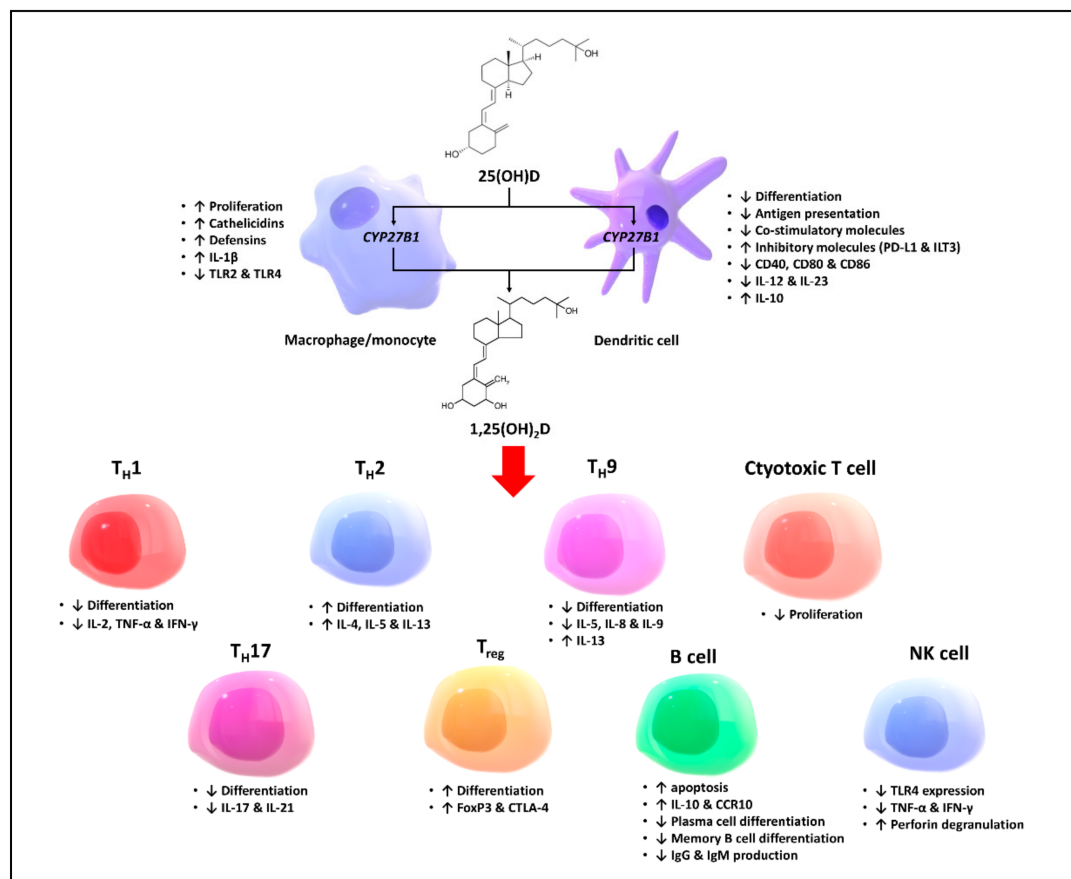 OH
H
H
HO
25(OH)D
• ↑ Proliferation
• ↑ Cathelicidins
• ↑ Defensins
• ↑ IL-1β
• ↓ TLR2 & TLR4
CYP27B1
CYP27B1
• ↓ Differentiation
• ↓ Antigen presentation
• ↓ Co-stimulatory molecules
• ↑ Inhibitory molecules (PD-L1 & ILT3)
• ↓ CD40, CD80 & CD86
• ↓ IL-12 & IL-23
• ↑ IL-10
Macrophage/monocyte
Dendritic cell
OH
CH₂
HO
OH
1,25(OH)₂D
T_H1
• ↓ Differentiation
• ↓ IL-2, TNF-α & IFN-γ
T_H2
• ↑ Differentiation
• ↑ IL-4, IL-5 & IL-13
T_H9
• ↓ Differentiation
• ↓ IL-5, IL-8 & IL-9
• ↑ IL-13
Ctyotoxic T cell
• ↓ Proliferation
T_H17
• ↓ Differentiation
• ↓ IL-17 & IL-21
T_reg
• ↑ Differentiation
• ↑ FoxP3 & CTLA-4
B cell
• ↑ apoptosis
• ↑ IL-10 & CCR10
• ↓ Plasma cell differentiation
• ↓ Memory B cell differentiation
• ↓ IgG & IgM production
NK cell
• ↓ TLR4 expression
• ↓ TNF-α & IFN-γ
• ↑ Perforin degranulation